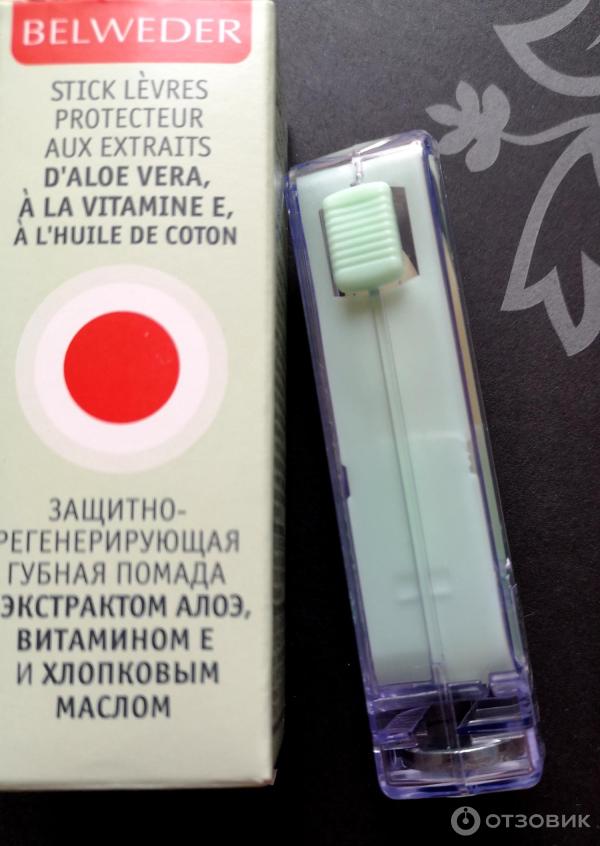 BELWEDER
STICK LÈVRES
PROTECTEUR
AUX EXTRAITS
D'ALOE VERA,
À LA VITAMINE E,
À L'HUILE DE COTON
ЗАЩИТНО-
РЕГЕНЕРИРУЮЩАЯ
ГУБНАЯ ПОМАДА
ЭКСТРАКТОМ АЛОЭ,
ВИТАМИНОМ Е
И ХЛОПКОВЫМ
МАСЛОМ
ОТЗОВИК